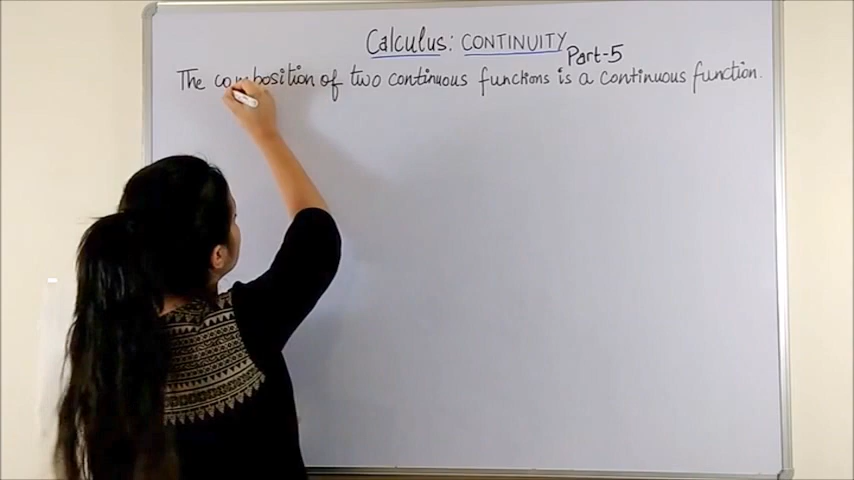 Calculus: CONTINUITY Part-5
The composition of two continuous functions is a continuous function.